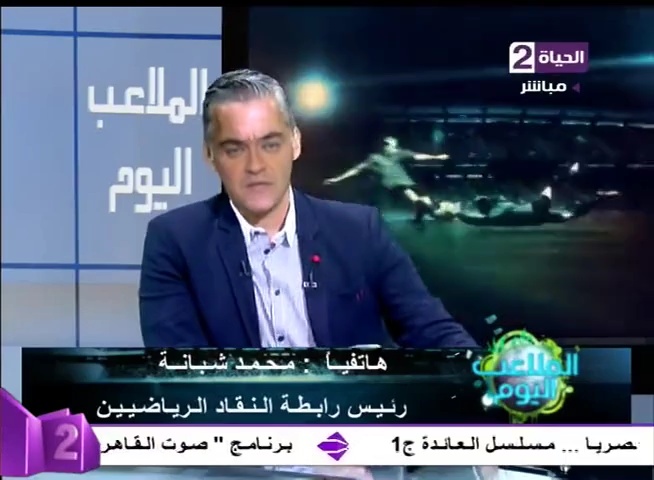 الحياة 2
مباشر
الملاعب
اليوم
هاتفياً : محمد شبانة
رئيس رابطة النقاد الرياضيين
الملاعب
اليوم
حصريا ... مسلسل العائدة ج1
برنامج " صوت القاهر
2